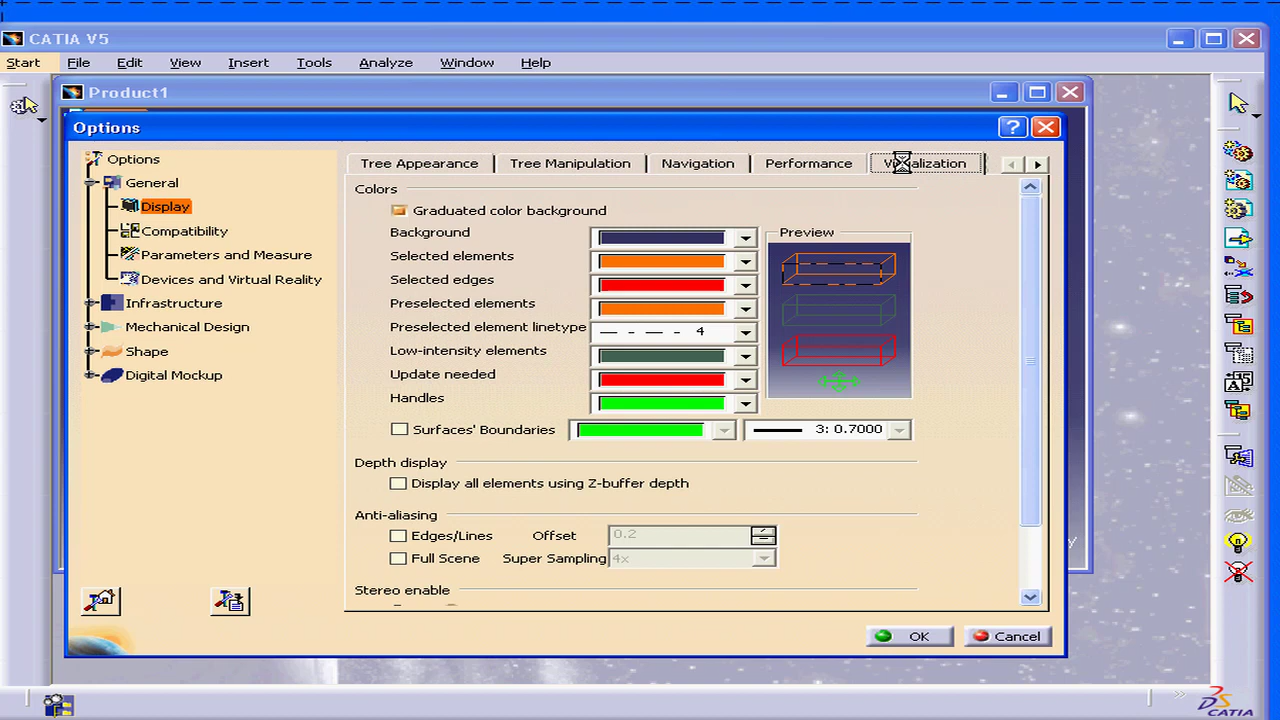 CATIA V5
Start File Edit View Insert Tools Analyze Window Help
Product1
Options
Options
General
Display
Compatibility
Parameters and Measure
Devices and Virtual Reality
Infrastructure
Mechanical Design
Shape
Digital Mockup
Tree Appearance Tree Manipulation Navigation Performance Visualization
Colors
Graduated color background
Background
Preview
Selected elements
Selected edges
Preselected elements
Preselected element linetype 4
Low-intensity elements
Update needed
Handles
Surfaces' Boundaries 3: 0.7000
Depth display
Display all elements using Z-buffer depth
Anti-aliasing
Edges/Lines Offset 0.2
Full Scene Super Sampling 4x
Stereo enable
OK Cancel
y
CATIA